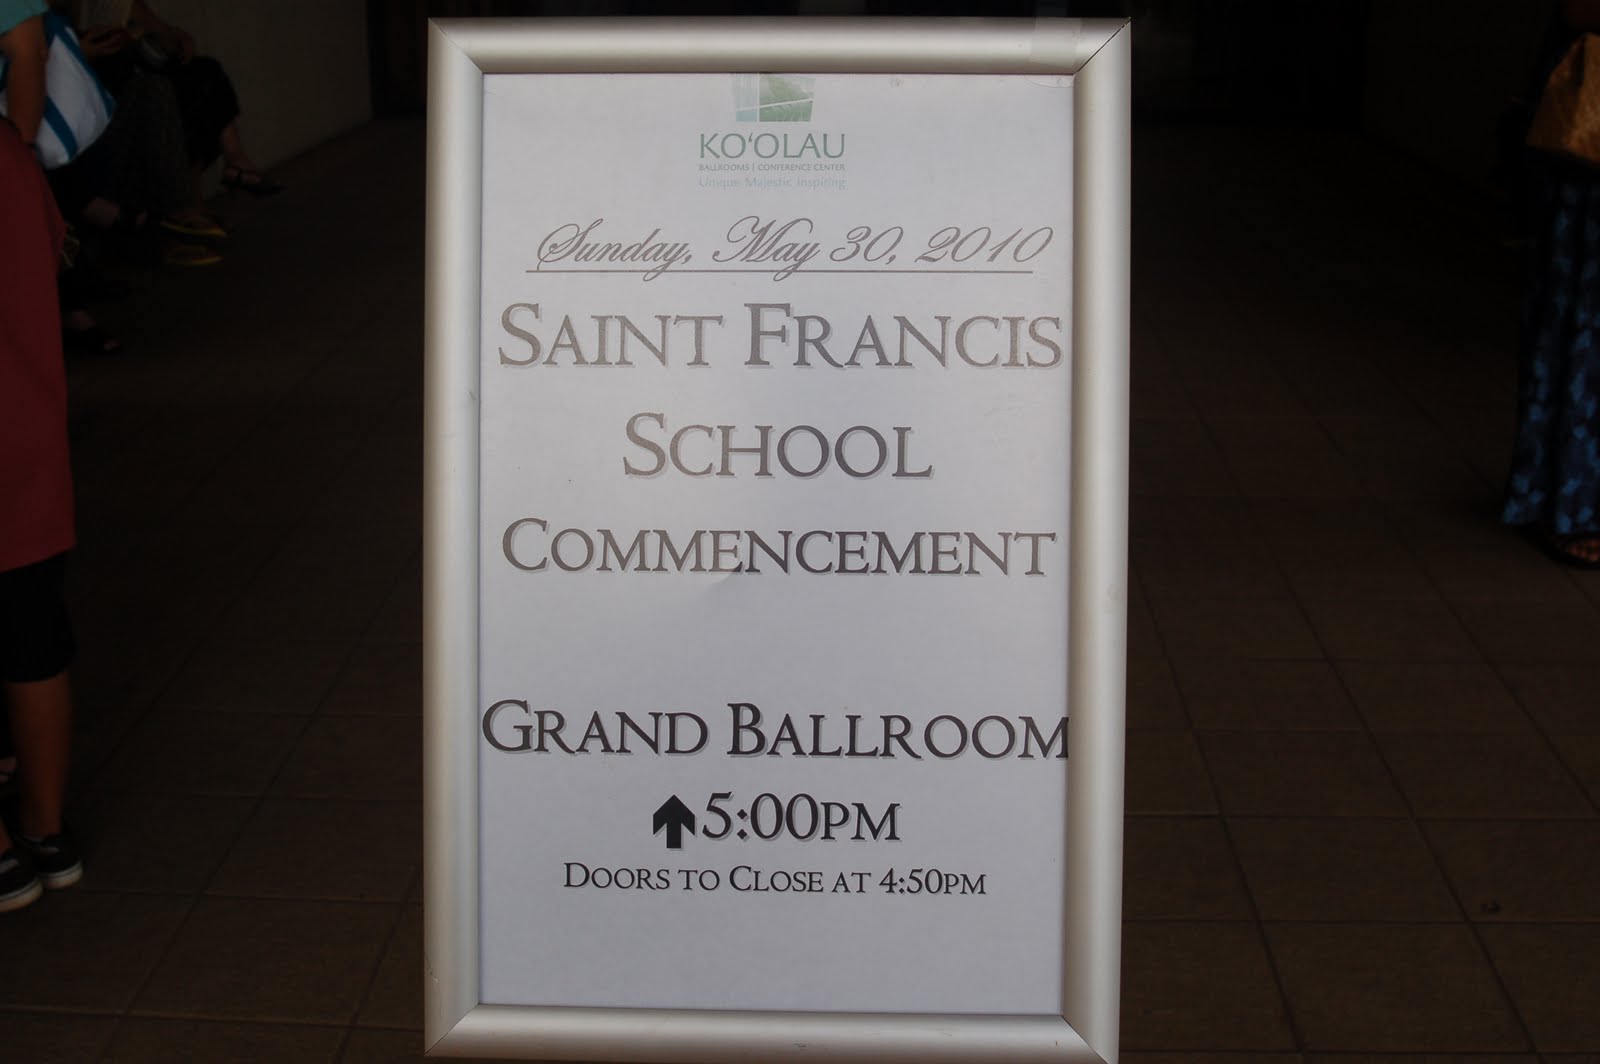 KO‘OLAU
BALLROOMS | CONFERENCE CENTER
Unique Majestic Inspiring
Sunday, May 30, 2010
SAINT FRANCIS
SCHOOL
COMMENCEMENT
GRAND BALLROOM
5:00PM
DOORS TO CLOSE AT 4:50PM